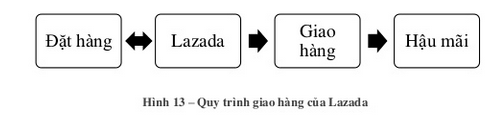 Đặt hàng
Lazada
Giao
hàng
Hậu mãi
Hình 13 – Quy trình giao hàng của Lazada